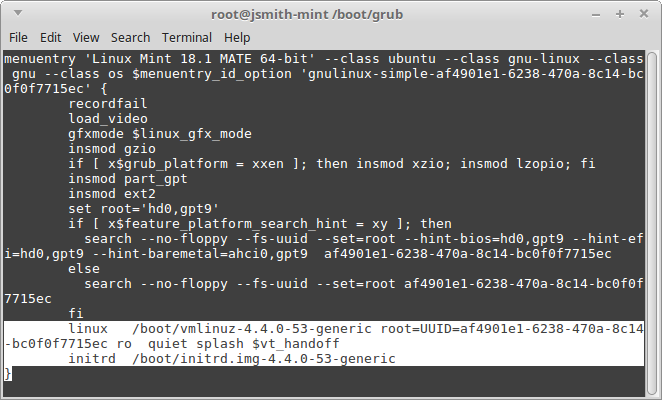 root@jsmith-mint /boot/grub
File Edit View Search Terminal Help
menuentry 'Linux Mint 18.1 MATE 64-bit' --class ubuntu --class gnu-linux --class
 gnu --class os $menuentry_id_option 'gnulinux-simple-af4901e1-6238-470a-8c14-bc
0f0f7715ec' {
        recordfail
        load_video
        gfxmode $linux_gfx_mode
        insmod gzio
        if [ x$grub_platform = xxen ]; then insmod xzio; insmod lzopio; fi
        insmod part_gpt
        insmod ext2
        set root='hd0,gpt9'
        if [ x$feature_platform_search_hint = xy ]; then
          search --no-floppy --fs-uuid --set=root --hint-bios=hd0,gpt9 --hint-ef
i=hd0,gpt9 --hint-baremetal=ahci0,gpt9  af4901e1-6238-470a-8c14-bc0f0f7715ec
        else
          search --no-floppy --fs-uuid --set=root af4901e1-6238-470a-8c14-bc0f0f
7715ec
        fi
        linux   /boot/vmlinuz-4.4.0-53-generic root=UUID=af4901e1-6238-470a-8c14
-bc0f0f7715ec ro  quiet splash $vt_handoff
        initrd  /boot/initrd.img-4.4.0-53-generic
}